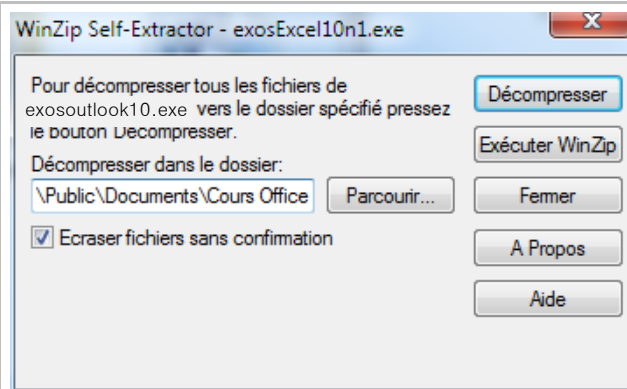 WinZip Self-Extractor - exosExcel10n1.exe
Pour décompresser tous les fichiers de
exosoutlook10.exe vers le dossier spécifié pressez
le bouton Décompresser.
Décompresser dans le dossier:
\Public\Documents\Cours Office
Parcourir...
Ecraser fichiers sans confirmation
Décompresser
Exécuter WinZip
Fermer
A Propos
Aide